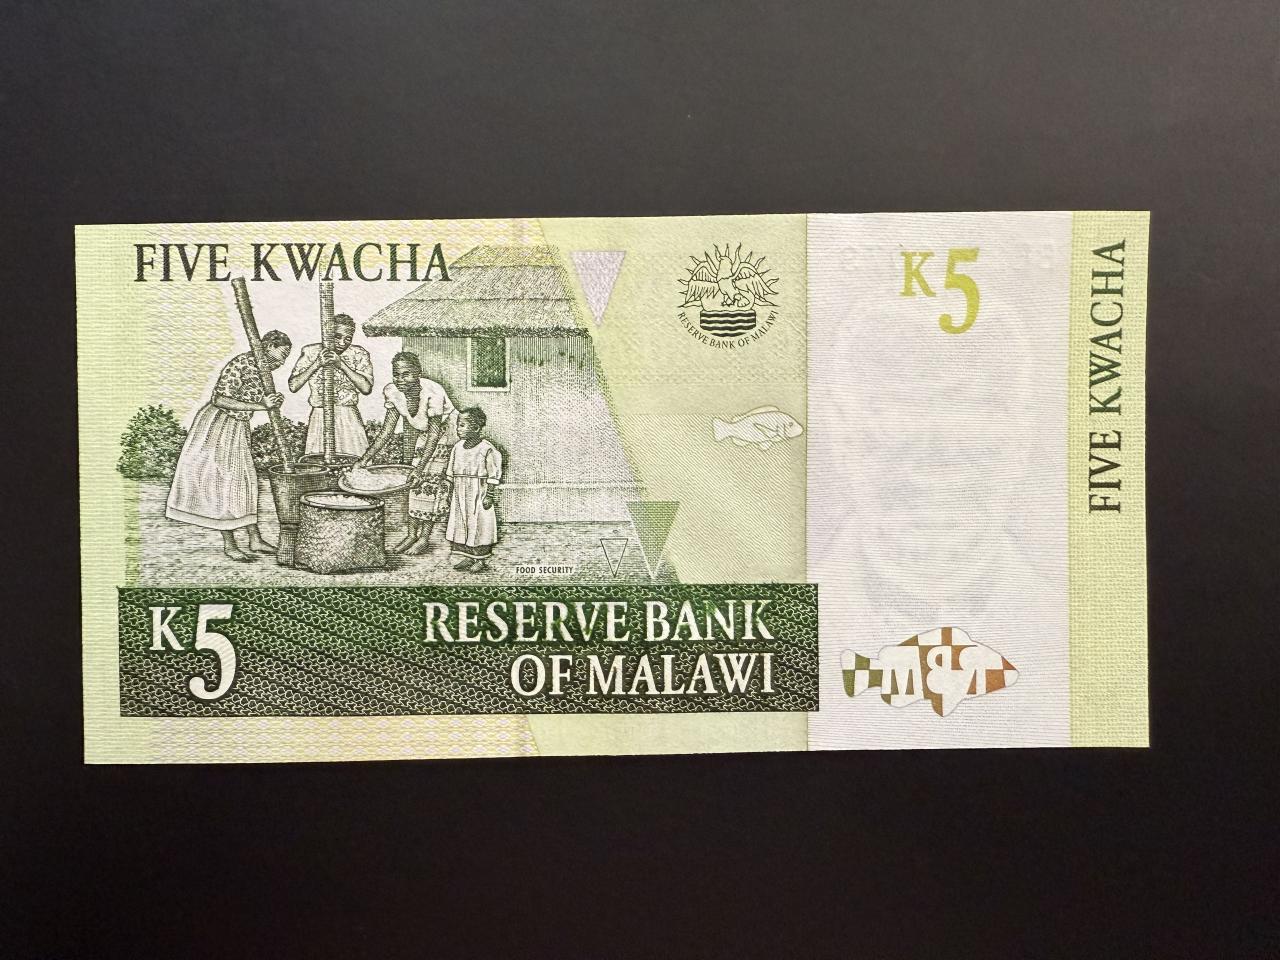 FIVE KWACHA
RESERVE BANK OF MALAWI
K5
FIVE KWACHA
FOOD SECURITY
K5
RESERVE BANK
OF MALAWI